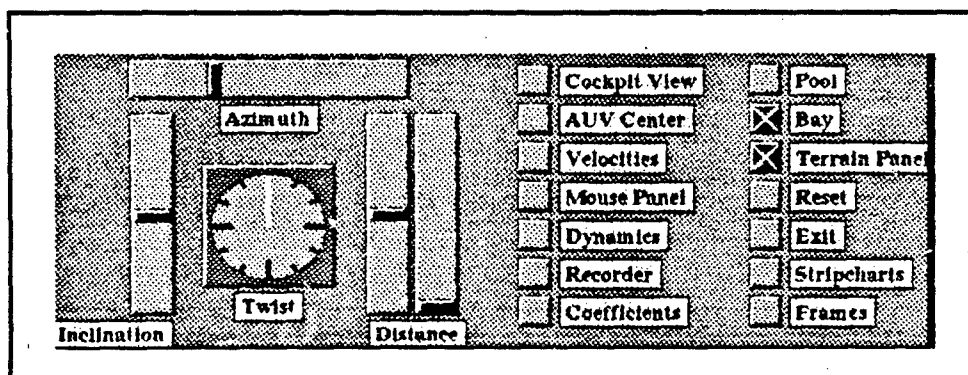 Azimuth
Twist
Inclination
Distance
Cockpit View
AUV Center
Velocities
Mouse Panel
Dynamics
Recorder
Coefficients
Pool
Bay
Terrain Panel
Reset
Exit
Stripcharts
Frames